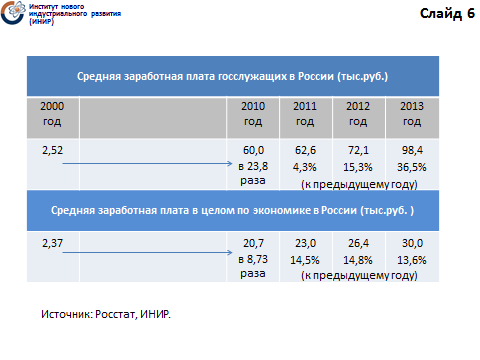 Институт нового
индустриального развития
(ИНИР)
Слайд 6
Средняя заработная плата госслужащих в России (тыс.руб.)
2000 2010 2011 2012 2013
год год год год год
2,52 60,0 62,6 72,1 98,4
в 23,8 4,3% 15,3% 36,5%
раза (к предыдущему году)
Средняя заработная плата в целом по экономике в России (тыс.руб. )
2,37 20,7 23,0 26,4 30,0
в 8,73 14,5% 14,8% 13,6%
раза (к предыдущему году)
Источник: Росстат, ИНИР.